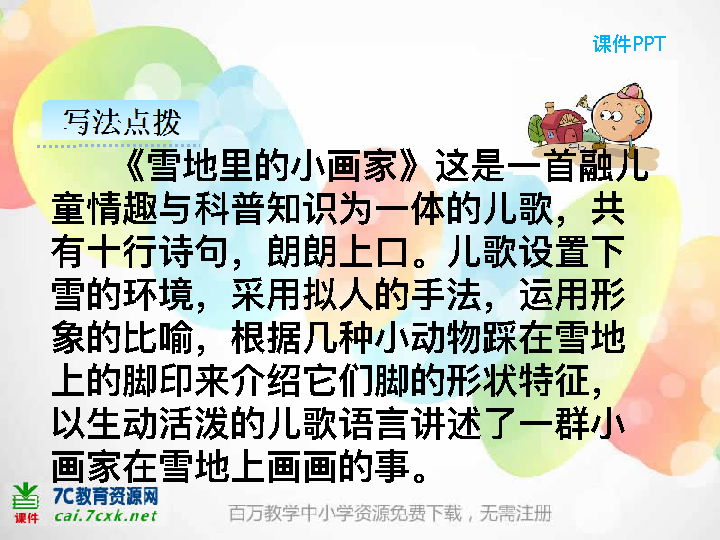 课件PPT
写法点拨
《雪地里的小画家》这是一首融儿
童情趣与科普知识为一体的儿歌，共
有十行诗句，朗朗上口。儿歌设置下
雪的环境，采用拟人的手法，运用形
象的比喻，根据几种小动物踩在雪地
上的脚印来介绍它们脚的形状特征，
以生动活泼的儿歌语言讲述了一群小
画家在雪地上画画的事。
7C教育资源网
课件 cai.7cxk.net
百万教学中小学资源免费下载，无需注册